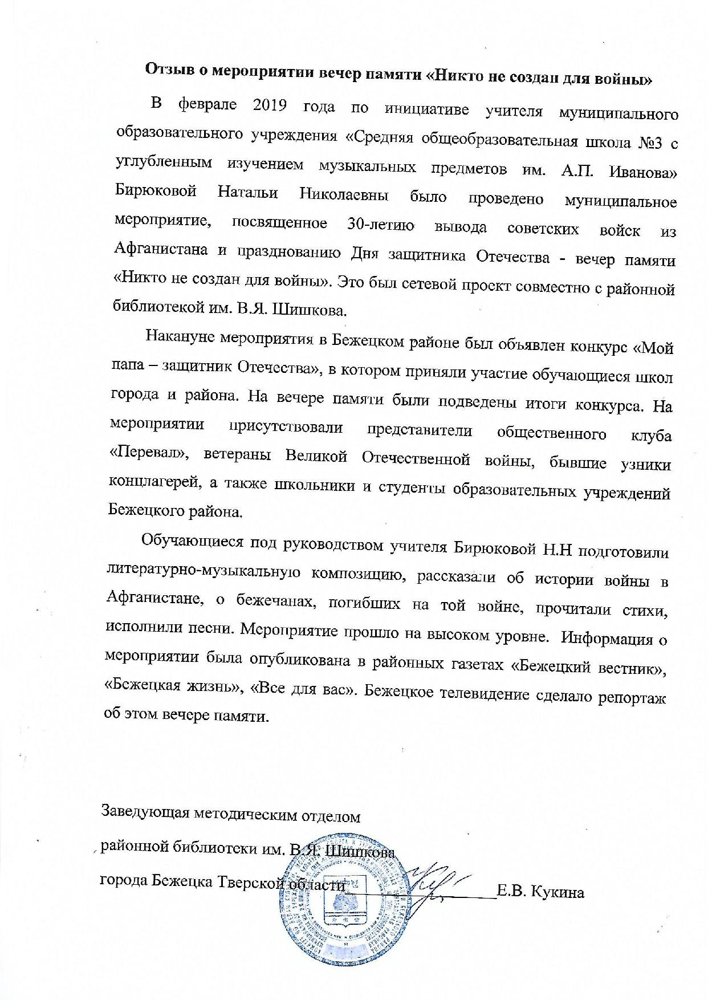 Отзыв о мероприятии вечер памяти «Никто не создан для войны»
В феврале 2019 года по инициативе учителя муниципального
образовательного учреждения «Средняя общеобразовательная школа №3 с
углубленным изучением музыкальных предметов им. А.П. Иванова»
Бирюковой Натальи Николаевны было проведено муниципальное
мероприятие, посвященное 30-летию вывода советских войск из
Афганистана и празднованию Дня защитника Отечества - вечер памяти
«Никто не создан для войны». Это был сетевой проект совместно с районной
библиотекой им. В.Я. Шишкова.
Накануне мероприятия в Бежецком районе был объявлен конкурс «Мой
папа – защитник Отечества», в котором приняли участие обучающиеся школ
города и района. На вечере памяти были подведены итоги конкурса. На
мероприятии присутствовали представители общественного клуба
«Перевал», ветераны Великой Отечественной войны, бывшие узники
концлагерей, а также школьники и студенты образовательных учреждений
Бежецкого района.
Обучающиеся под руководством учителя Бирюковой Н.Н подготовили
литературно-музыкальную композицию, рассказали об истории войны в
Афганистане, о бежечанах, погибших на той войне, прочитали стихи,
исполнили песни. Мероприятие прошло на высоком уровне. Информация о
мероприятии была опубликована в районных газетах «Бежецкий вестник»,
«Бежецкая жизнь», «Все для вас». Бежецкое телевидение сделало репортаж
об этом вечере памяти.
Заведующая методическим отделом
районной библиотеки им. В.Я. Шишкова
города Бежецка Тверской области__________________Е.В. Кукина